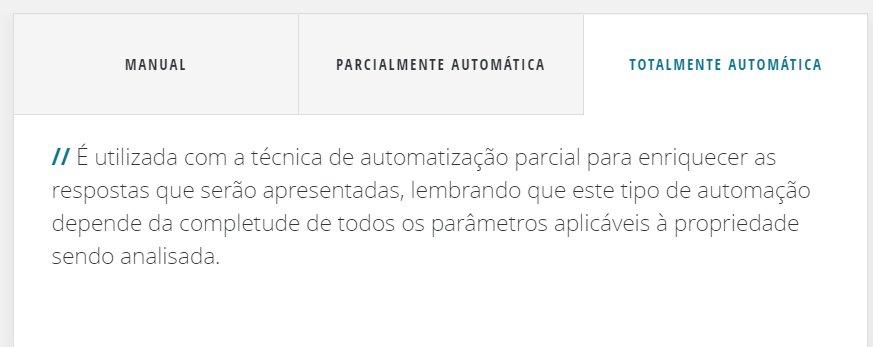 MANUAL
PARCIALMENTE AUTOMÁTICA
TOTALMENTE AUTOMÁTICA
// É utilizada com a técnica de automatização parcial para enriquecer as
respostas que serão apresentadas, lembrando que este tipo de automação
depende da completude de todos os parâmetros aplicáveis à propriedade
sendo analisada.